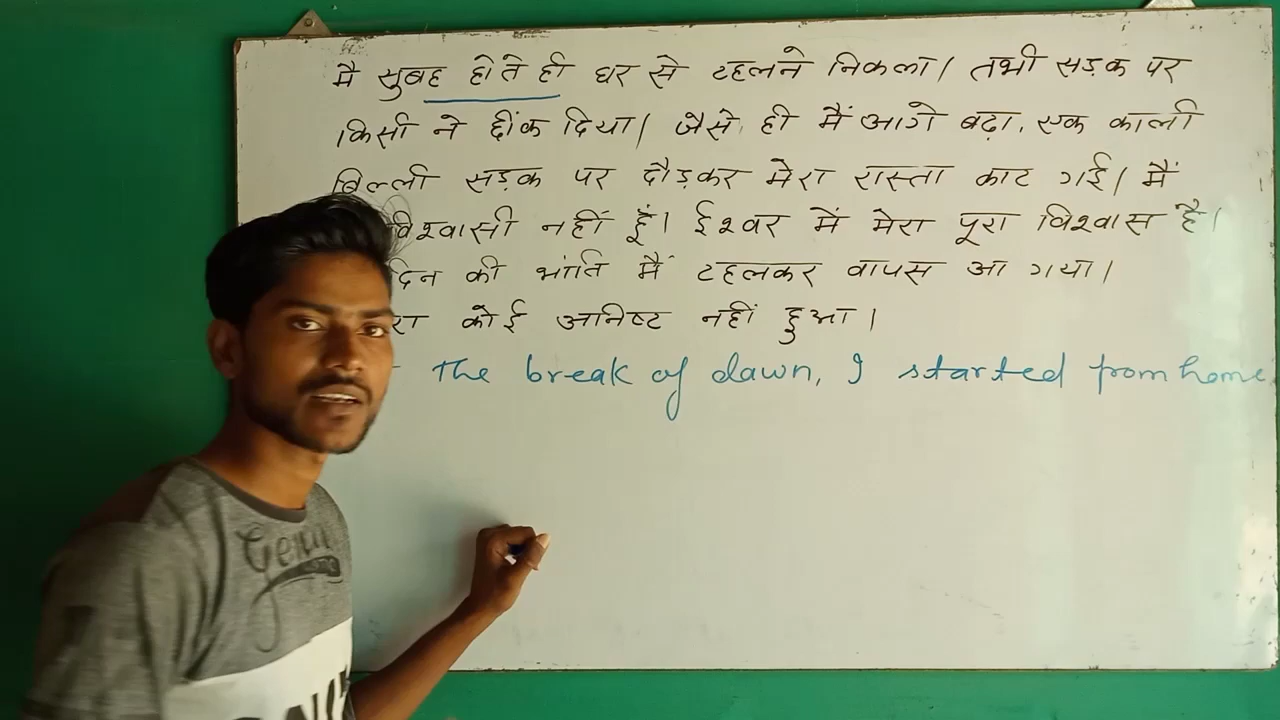 मै सुबह होते ही घर से टहलने निकला। तभी सड़क पर
किसी ने छींक दिया। जैसे ही मैं आगे बढ़ा, एक काली
बिल्ली सड़क पर दौड़कर मेरा रास्ता काट गई। मैं
विश्वासी नहीं हूँ। ईश्वर में मेरा पूरा विश्वास है।
दिन की भांति मैं टहलकर वापस आ गया।
रा कोई अनिष्ट नहीं हुआ।
the break of dawn, I started from home